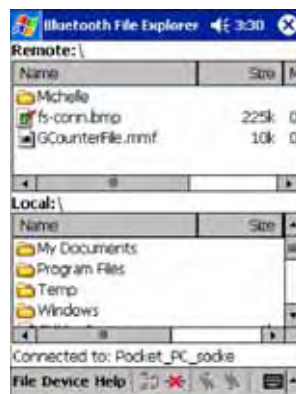 Bluetooth File Explorer 3:30
Remote: \
Name Size
Michelle
fs-conn.bmp 225k
GCounterFile.mmf 10k
Local: \
Name Size
My Documents
Program Files
Temp
Windows
Connected to: Pocket_PC_socke
File Device Help